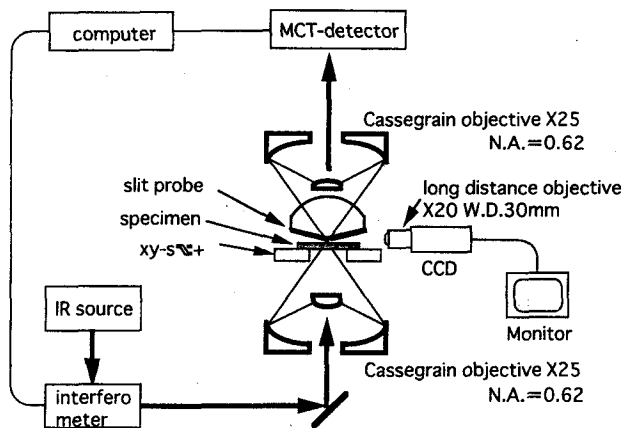 computer
MCT-detector
Cassegrain objective X25
N.A.=0.62
slit probe
long distance objective
X20 W.D.30mm
specimen
CCD
IR source
Monitor
Cassegrain objective X25
N.A.=0.62
interfero
meter